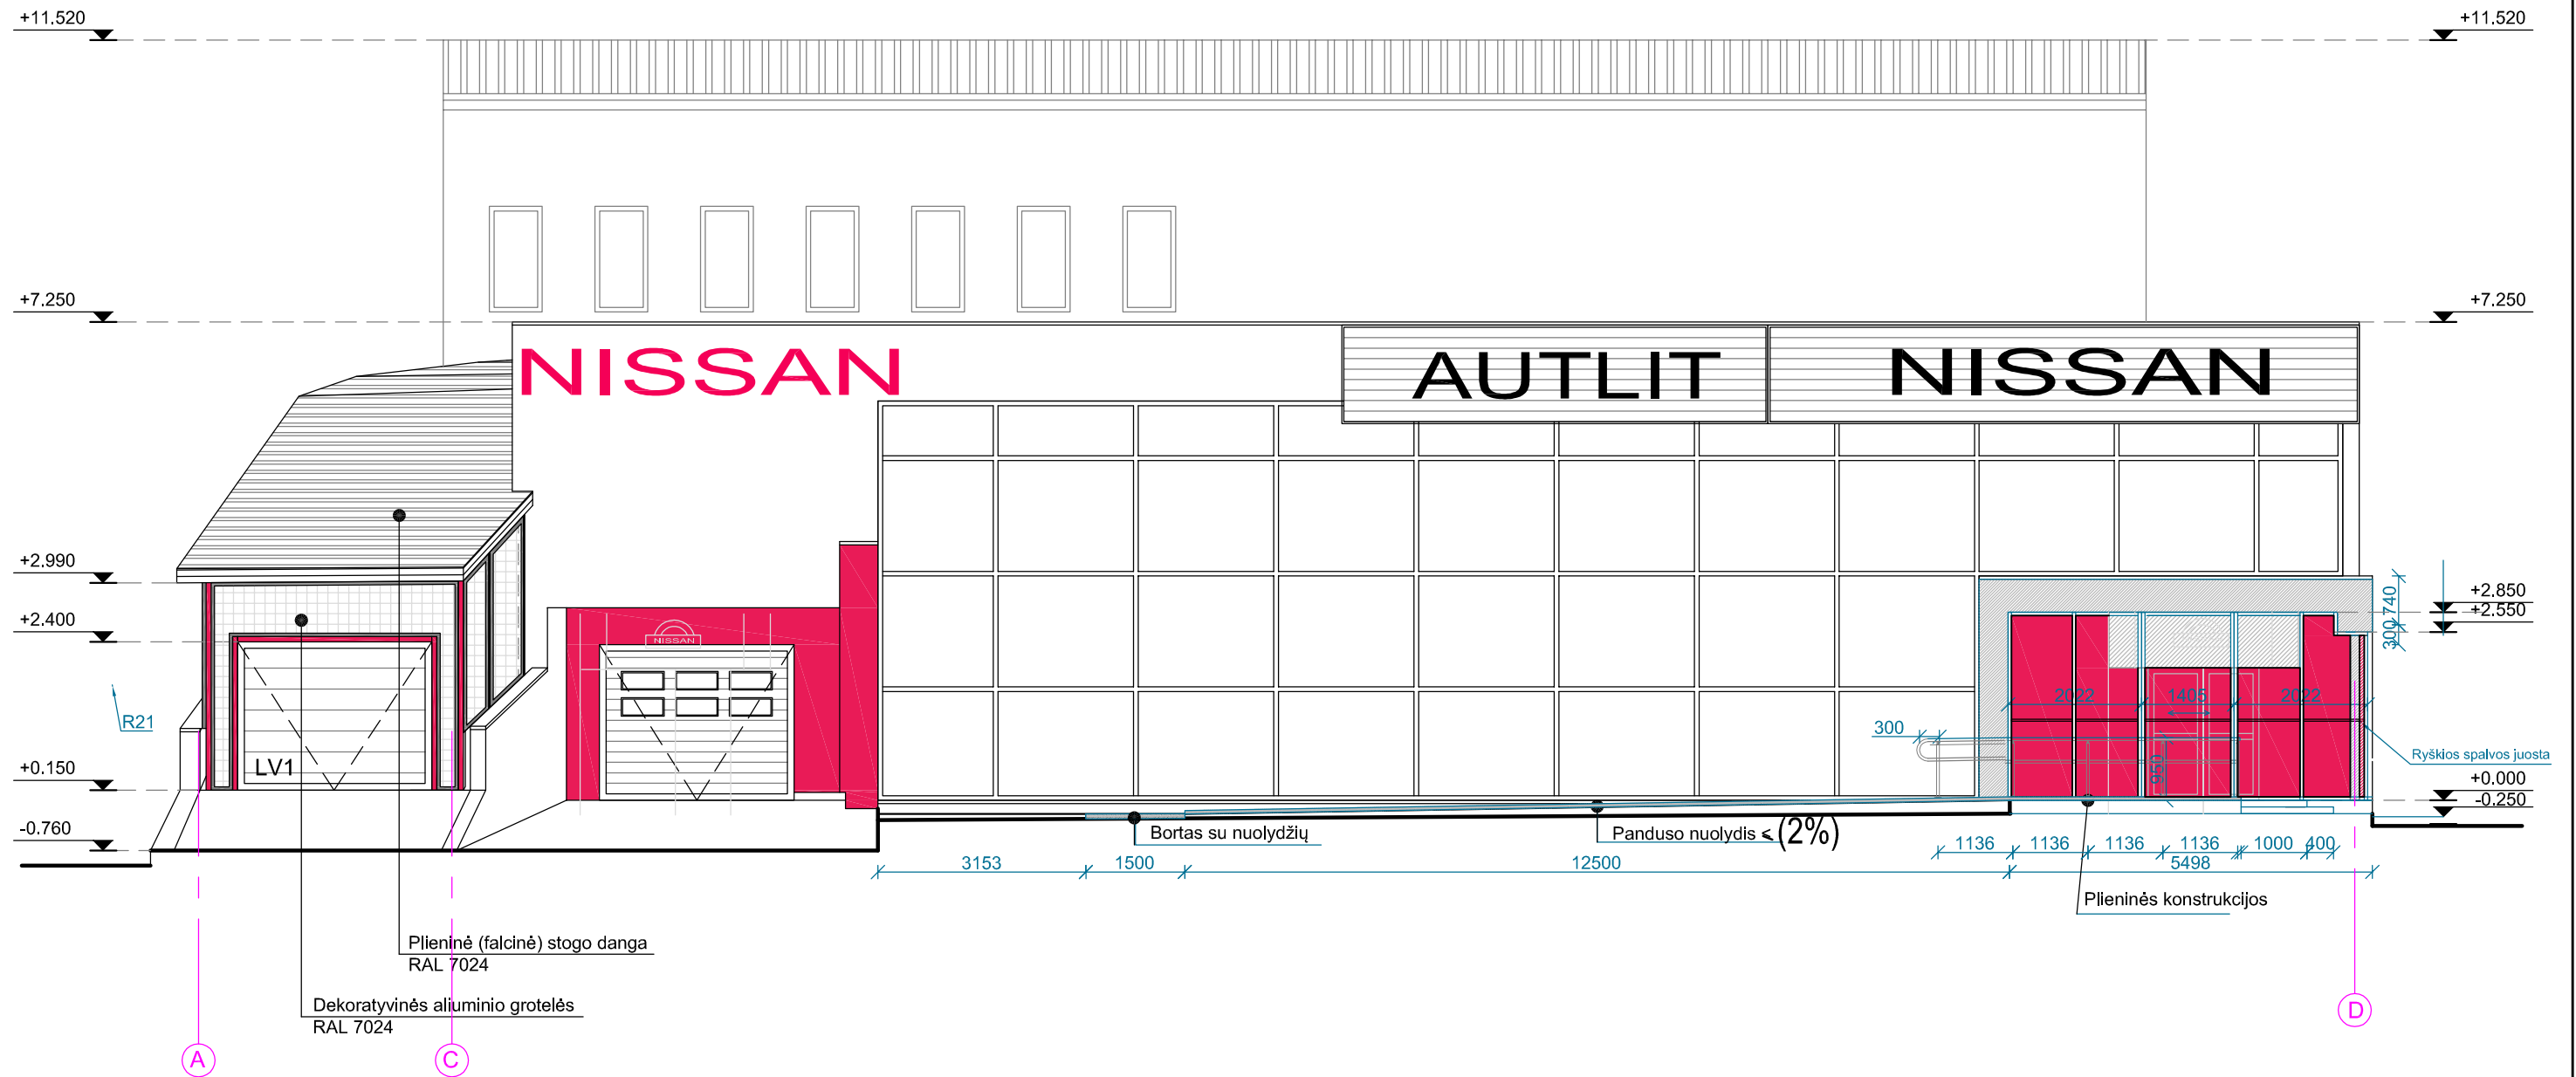 +11.520
+11.520
+7.250
+7.250
NISSAN
AUTLIT
NISSAN
+2.990
+2.400
+2.850
+2.550
740
300
NISSAN
2022
1405
2022
R21
300
950
Ryškios spalvos juosta
LV1
+0.150
+0.000
-0.250
-0.760
Bortas su nuolydžių
Panduso nuolydis ≤ (2%)
1136
1136
1136
1136
1000
400
3153
1500
12500
5498
Plieninės konstrukcijos
Plieninė (falcinė) stogo danga
RAL 7024
Dekoratyvinės aliuminio grotelės
RAL 7024
A
C
D